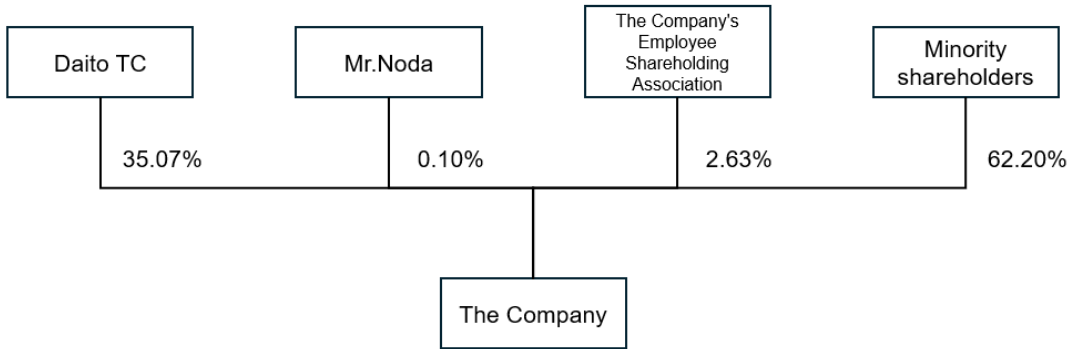 Daito TC
Mr.Noda
The Company's
Employee
Shareholding
Association
Minority
shareholders
35.07%
0.10%
2.63%
62.20%
The Company